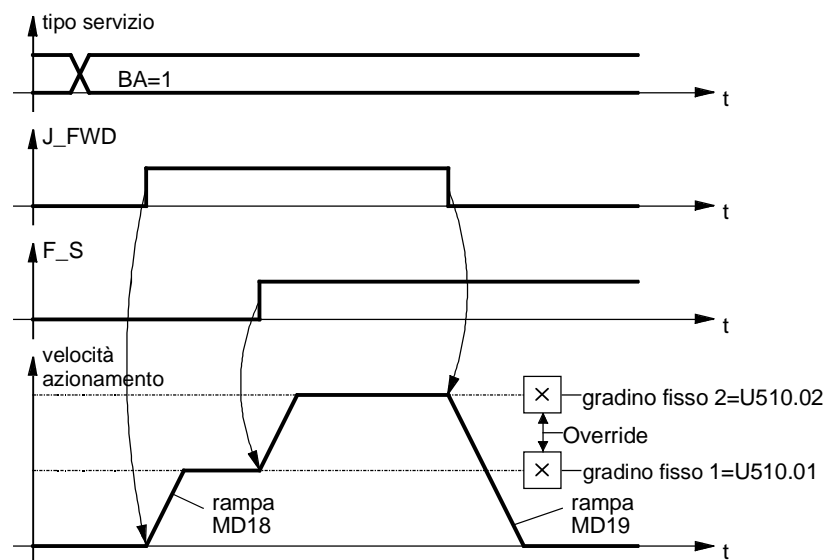 tipo servizio
BA=1
t
J_FWD
t
F_S
t
velocità
azionamento
gradino fisso 2=U510.02
Override
gradino fisso 1=U510.01
rampa
MD18
rampa
MD19
t